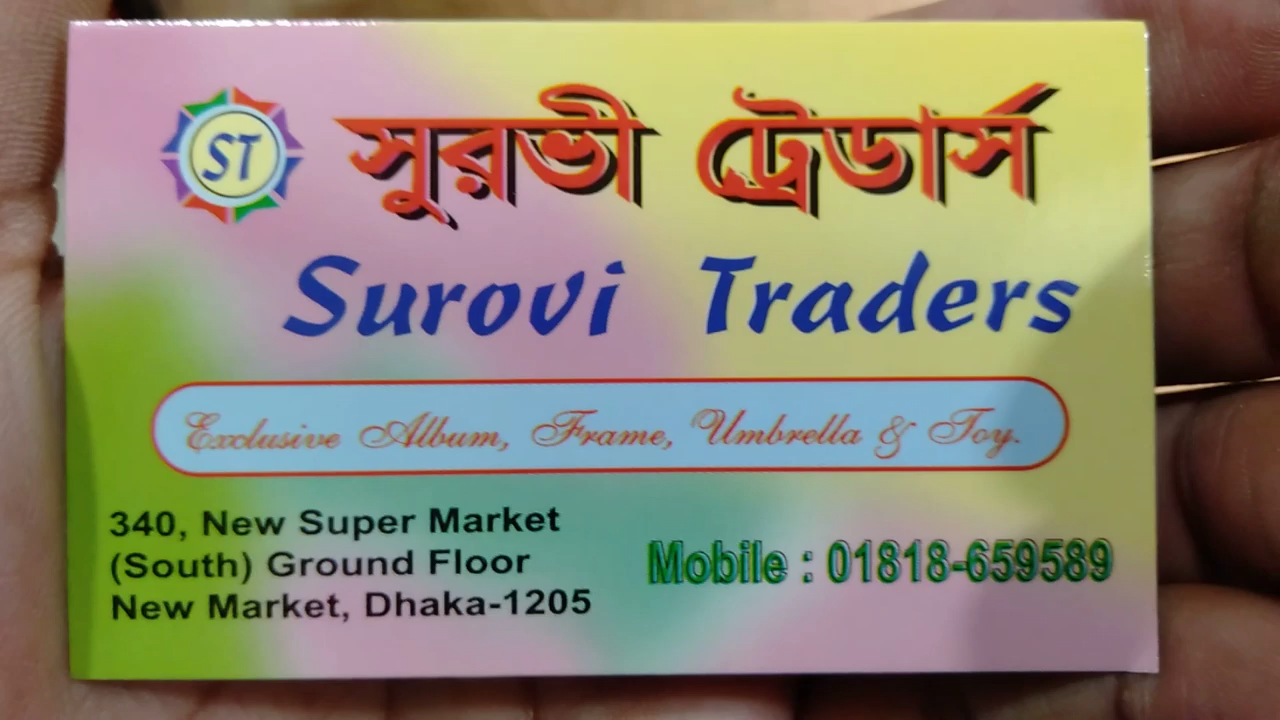 ST
সুরভী ট্রেডার্স
Surovi Traders
Exclusive Album, Frame, Umbrella & Toy.
340, New Super Market
(South) Ground Floor
New Market, Dhaka-1205
Mobile : 01818-659589